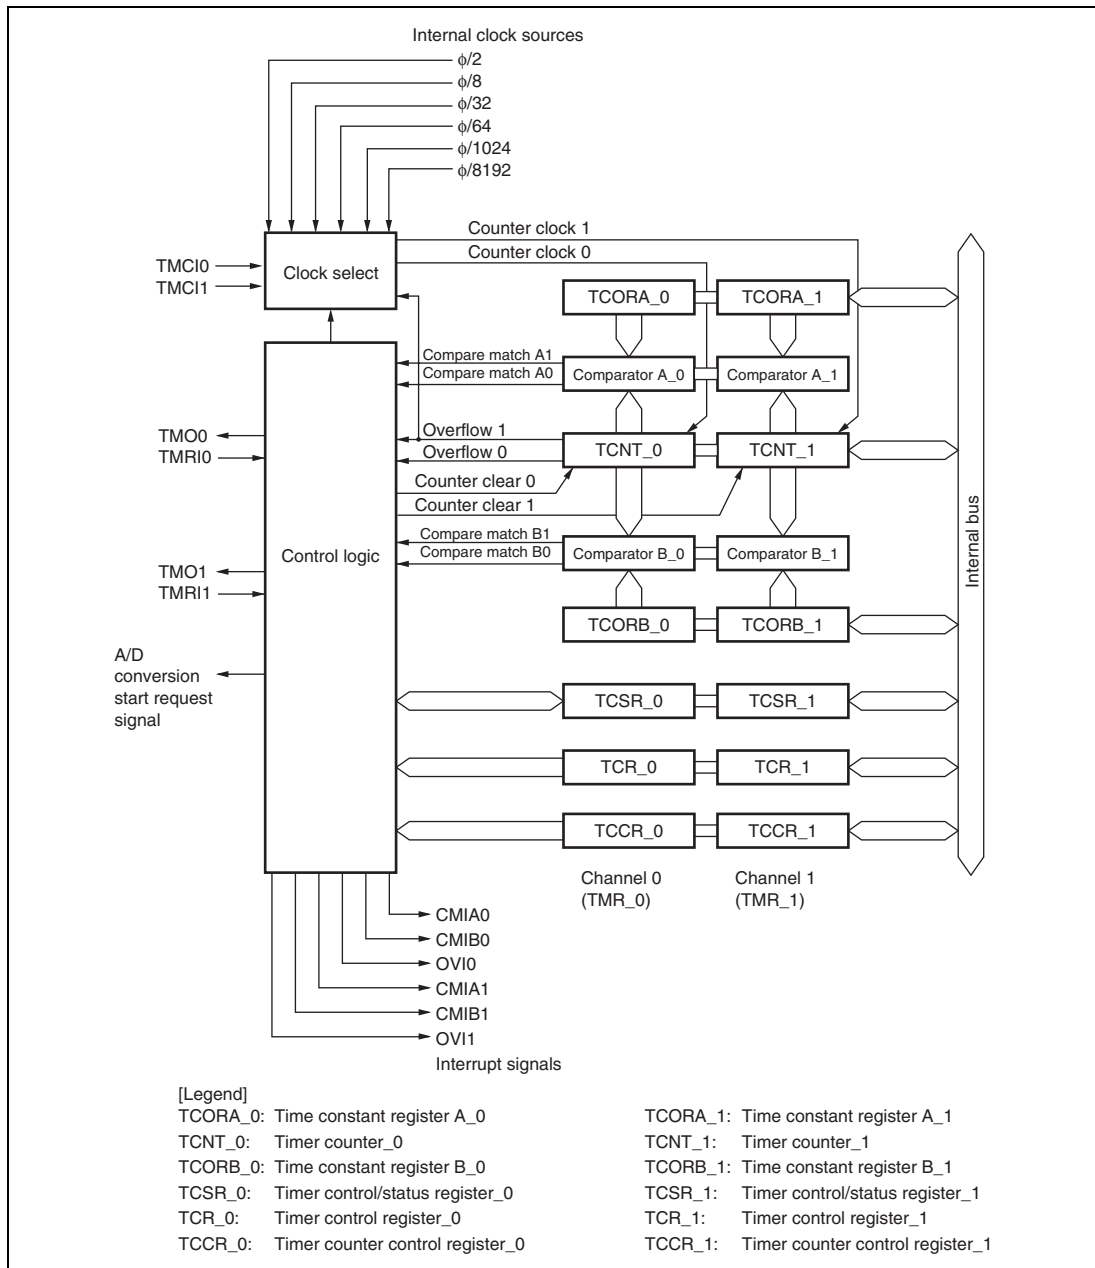 Internal clock sources
ϕ/2
ϕ/8
ϕ/32
ϕ/64
ϕ/1024
ϕ/8192
Counter clock 1
Counter clock 0
TMCI0
TMCI1
Clock select
TCORA_0
TCORA_1
Compare match A1
Compare match A0
Comparator A_0
Comparator A_1
TMO0
TMRI0
Overflow 1
Overflow 0
TCNT_0
TCNT_1
Counter clear 0
Counter clear 1
Control logic
Compare match B1
Compare match B0
Comparator B_0
Comparator B_1
Internal bus
TMO1
TMRI1
TCORB_0
TCORB_1
A/D
conversion
start request
signal
TCSR_0
TCSR_1
TCR_0
TCR_1
TCCR_0
TCCR_1
Channel 0
(TMR_0)
Channel 1
(TMR_1)
CMIA0
CMIB0
OVI0
CMIA1
CMIB1
OVI1
Interrupt signals
[Legend]
TCORA_0: Time constant register A_0
TCORA_1: Time constant register A_1
TCNT_0: Timer counter_0
TCNT_1: Timer counter_1
TCORB_0: Time constant register B_0
TCORB_1: Time constant register B_1
TCSR_0: Timer control/status register_0
TCSR_1: Timer control/status register_1
TCR_0: Timer control register_0
TCR_1: Timer control register_1
TCCR_0: Timer counter control register_0
TCCR_1: Timer counter control register_1